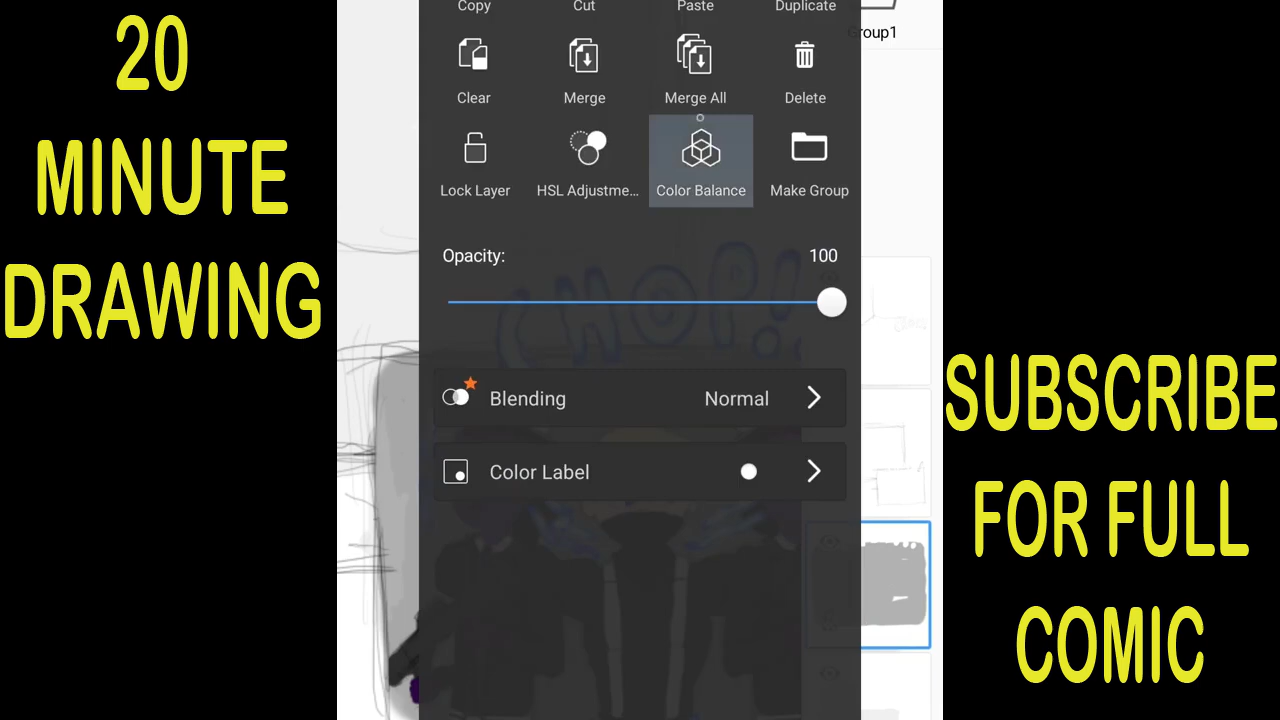 20
MINUTE
DRAWING
Copy Cut Paste Duplicate
Group1
Clear Merge Merge All Delete
Lock Layer HSL Adjustme... Color Balance Make Group
Opacity: 100
CHOP!
Blending Normal
Color Label
SUBSCRIBE
FOR FULL
COMIC